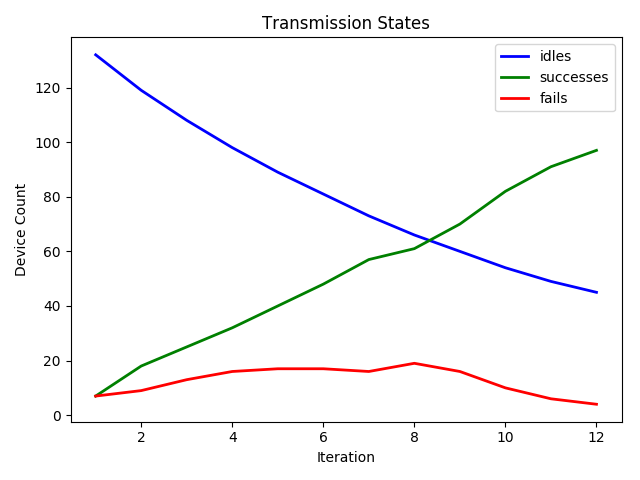 Transmission States
idles
successes
fails
120
100
80
60
40
20
0
Device Count
2 4 6 8 10 12
Iteration